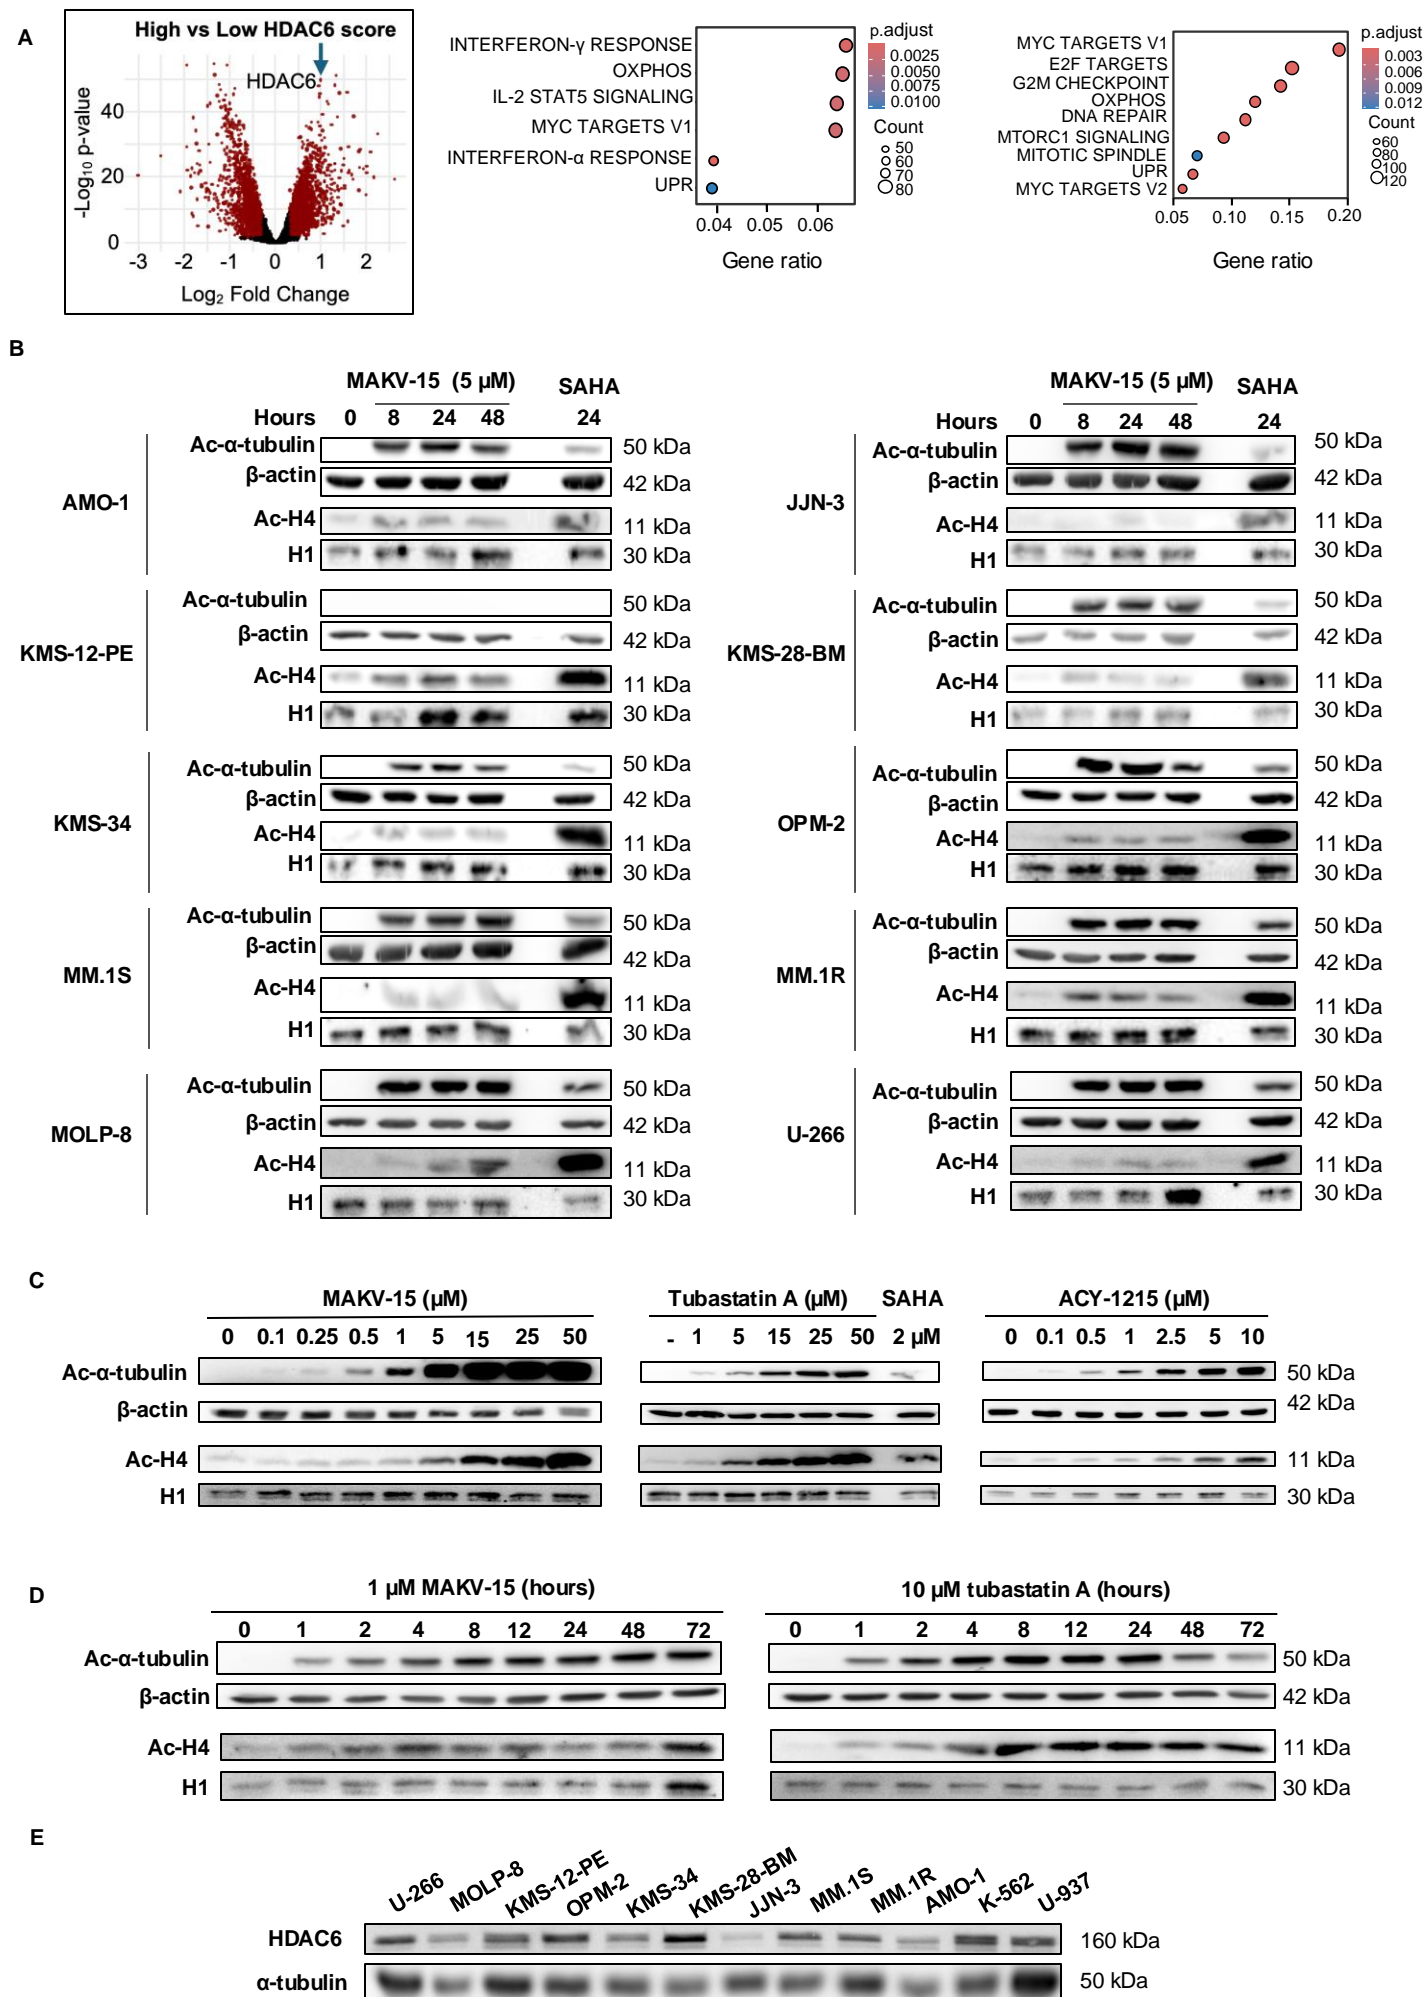 A
High vs Low HDAC6 score
HDAC6
-Log10 p-value
40
20
0
-3 -2 -1 0 1 2
Log2 Fold Change
INTERFERON-γ RESPONSE
OXPHOS
IL-2 STAT5 SIGNALING
MYC TARGETS V1
INTERFERON-α RESPONSE
UPR
0.04 0.05 0.06
Gene ratio
p.adjust
0.0025
0.0050
0.0075
0.0100
Count
50
60
70
80
MYC TARGETS V1
E2F TARGETS
G2M CHECKPOINT
OXPHOS
DNA REPAIR
MTORC1 SIGNALING
MITOTIC SPINDLE
UPR
MYC TARGETS V2
0.05 0.10 0.15 0.20
Gene ratio
p.adjust
0.003
0.006
0.009
0.012
Count
60
80
100
120
B
MAKV-15 (5 µM) SAHA
Hours 0 8 24 48 24
AMO-1
Ac-α-tubulin 50 kDa
β-actin 42 kDa
Ac-H4 11 kDa
H1 30 kDa
KMS-12-PE
Ac-α-tubulin 50 kDa
β-actin 42 kDa
Ac-H4 11 kDa
H1 30 kDa
KMS-34
Ac-α-tubulin 50 kDa
β-actin 42 kDa
Ac-H4 11 kDa
H1 30 kDa
MM.1S
Ac-α-tubulin 50 kDa
β-actin 42 kDa
Ac-H4 11 kDa
H1 30 kDa
MOLP-8
Ac-α-tubulin 50 kDa
β-actin 42 kDa
Ac-H4 11 kDa
H1 30 kDa
MAKV-15 (5 µM) SAHA
Hours 0 8 24 48 24
JJN-3
Ac-α-tubulin 50 kDa
β-actin 42 kDa
Ac-H4 11 kDa
H1 30 kDa
KMS-28-BM
Ac-α-tubulin 50 kDa
β-actin 42 kDa
Ac-H4 11 kDa
H1 30 kDa
OPM-2
Ac-α-tubulin 50 kDa
β-actin 42 kDa
Ac-H4 11 kDa
H1 30 kDa
MM.1R
Ac-α-tubulin 50 kDa
β-actin 42 kDa
Ac-H4 11 kDa
H1 30 kDa
U-266
Ac-α-tubulin 50 kDa
β-actin 42 kDa
Ac-H4 11 kDa
H1 30 kDa
C
MAKV-15 (µM) Tubastatin A (µM) SAHA ACY-1215 (µM)
0 0.1 0.25 0.5 1 5 15 25 50 - 1 5 15 25 50 2 µM 0 0.1 0.5 1 2.5 5 10
Ac-α-tubulin 50 kDa
β-actin 42 kDa
Ac-H4 11 kDa
H1 30 kDa
D
1 µM MAKV-15 (hours) 10 µM tubastatin A (hours)
0 1 2 4 8 12 24 48 72 0 1 2 4 8 12 24 48 72
Ac-α-tubulin 50 kDa
β-actin 42 kDa
Ac-H4 11 kDa
H1 30 kDa
E
U-266 MOLP-8 KMS-12-PE OPM-2 KMS-34 KMS-28-BM JJN-3 MM.1S MM.1R AMO-1 K-562 U-937
HDAC6 160 kDa
α-tubulin 50 kDa